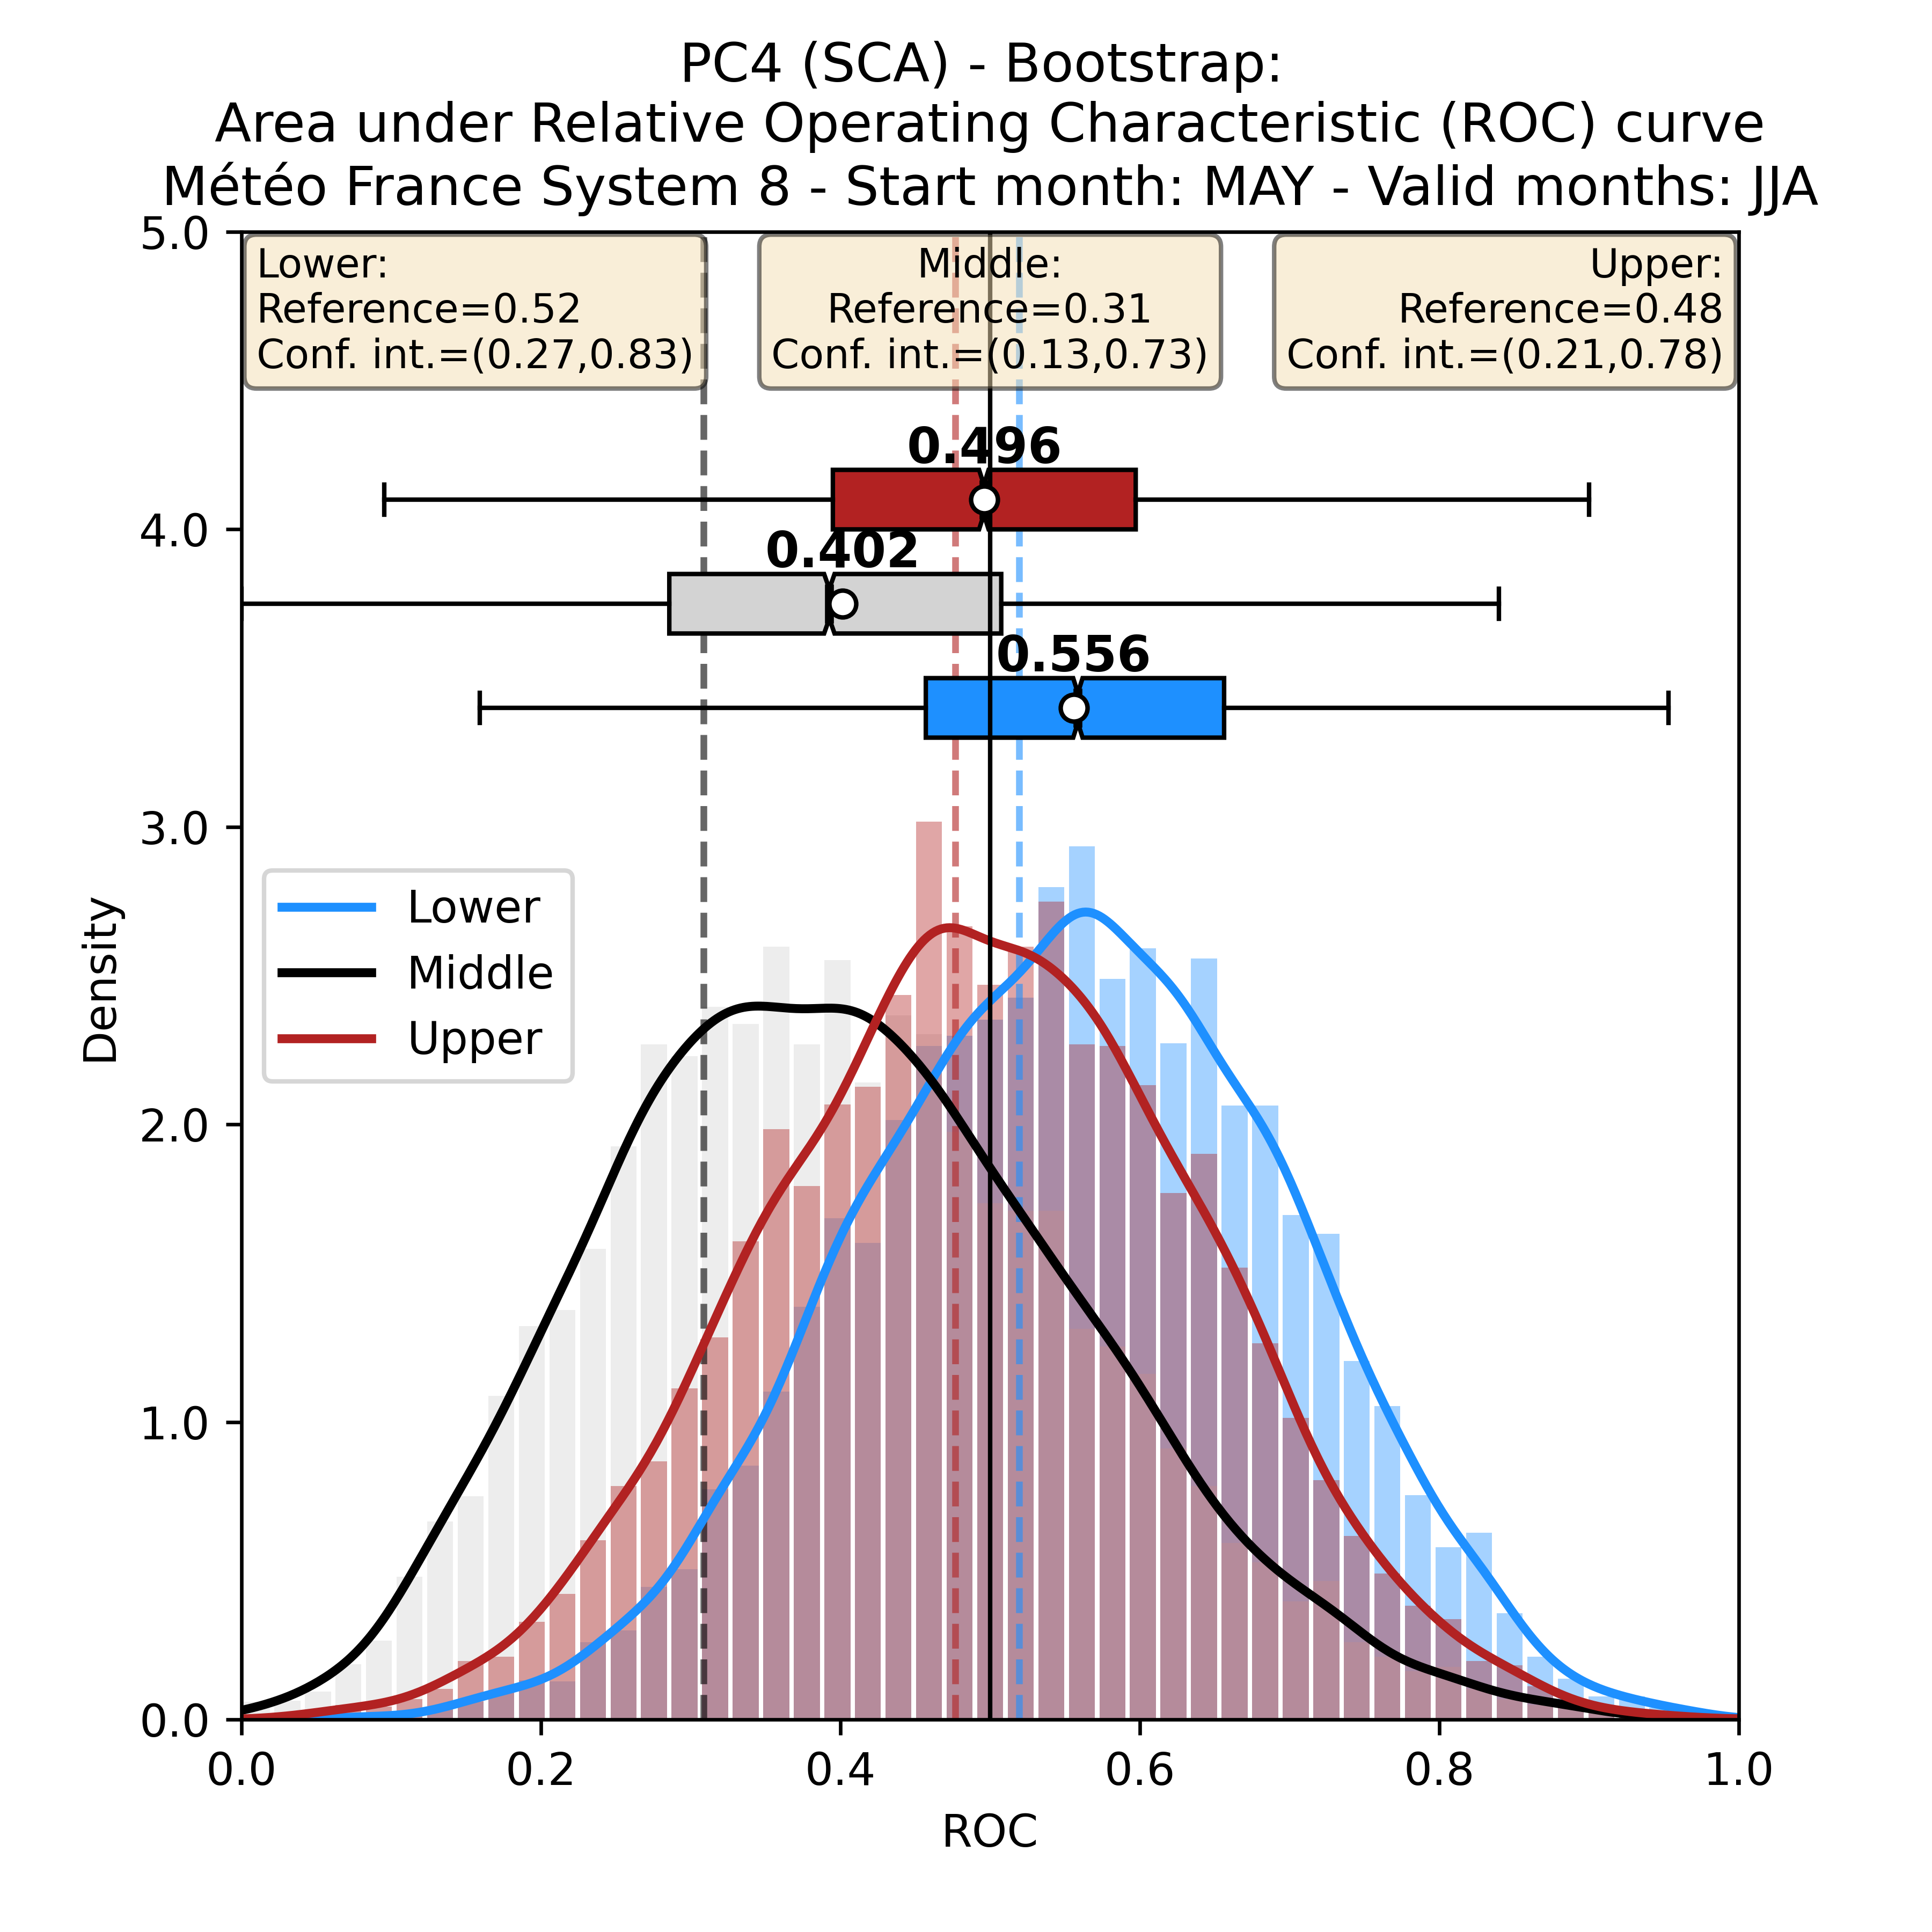 PC4 (SCA) - Bootstrap:
Area under Relative Operating Characteristic (ROC) curve
Météo France System 8 - Start month: MAY - Valid months: JJA
Lower:
Reference=0.52
Conf. int.=(0.27,0.83)
Middle:
Reference=0.31
Conf. int.=(0.13,0.73)
Upper:
Reference=0.48
Conf. int.=(0.21,0.78)
0.496
0.402
0.556
Lower
Middle
Upper
Density
5.0
4.0
3.0
2.0
1.0
0.0
0.0 0.2 0.4 0.6 0.8 1.0
ROC